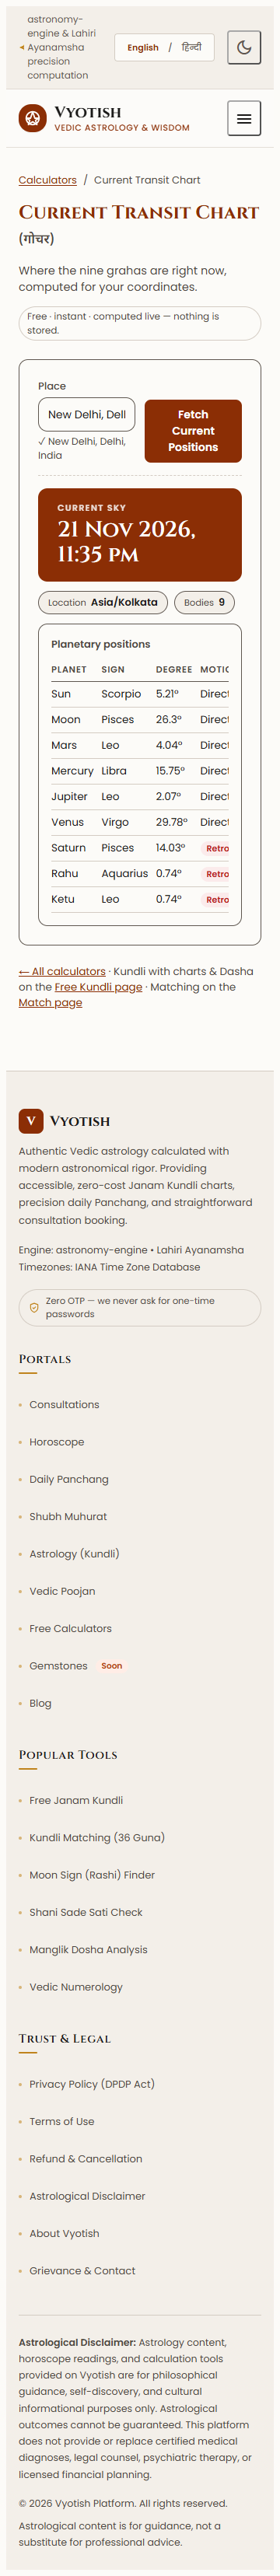 astronomy-
engine & Lahiri
Ayanamsha
precision
computation
English / हिन्दी
Vyotish
VEDIC ASTROLOGY & WISDOM
Calculators / Current Transit Chart
Current Transit Chart
(गोचर)
Where the nine grahas are right now,
computed for your coordinates.
Free · instant · computed live — nothing is
stored.
Place
New Delhi, Delh
✓ New Delhi, Delhi,
India
Fetch
Current
Positions
CURRENT SKY
21 Nov 2026,
11:35 pm
Location Asia/Kolkata
Bodies 9
Planetary positions
PLANET SIGN DEGREE MOTIO
Sun Scorpio 5.21° Direct
Moon Pisces 26.3° Direct
Mars Leo 4.04° Direct
Mercury Libra 15.75° Direct
Jupiter Leo 2.07° Direct
Venus Virgo 29.78° Direct
Saturn Pisces 14.03° Retro
Rahu Aquarius 0.74° Retro
Ketu Leo 0.74° Retro
← All calculators · Kundli with charts & Dasha
on the Free Kundli page · Matching on the
Match page
V Vyotish
Authentic Vedic astrology calculated with
modern astronomical rigor. Providing
accessible, zero-cost Janam Kundli charts,
precision daily Panchang, and straightforward
consultation booking.
Engine: astronomy-engine • Lahiri Ayanamsha
Timezones: IANA Time Zone Database
Zero OTP — we never ask for one-time
passwords
Portals
Consultations
Horoscope
Daily Panchang
Shubh Muhurat
Astrology (Kundli)
Vedic Poojan
Free Calculators
Gemstones Soon
Blog
Popular Tools
Free Janam Kundli
Kundli Matching (36 Guna)
Moon Sign (Rashi) Finder
Shani Sade Sati Check
Manglik Dosha Analysis
Vedic Numerology
Trust & Legal
Privacy Policy (DPDP Act)
Terms of Use
Refund & Cancellation
Astrological Disclaimer
About Vyotish
Grievance & Contact
Astrological Disclaimer: Astrology content,
horoscope readings, and calculation tools
provided on Vyotish are for philosophical
guidance, self-discovery, and cultural
informational purposes only. Astrological
outcomes cannot be guaranteed. This platform
does not provide or replace certified medical
diagnoses, legal counsel, psychiatric therapy, or
licensed financial planning.
© 2026 Vyotish Platform. All rights reserved.
Astrological content is for guidance, not a
substitute for professional advice.